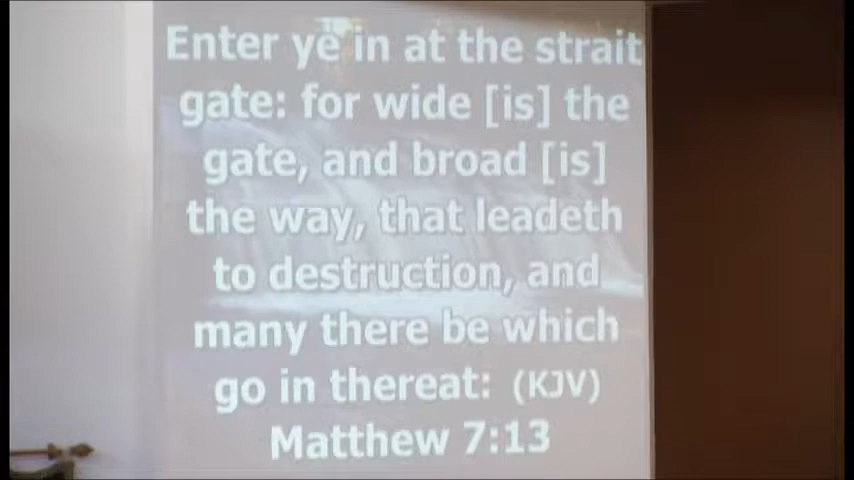 Enter ye in at the strait
gate: for wide [is] the
gate, and broad [is]
the way, that leadeth
to destruction, and
many there be which
go in thereat: (KJV)
Matthew 7:13